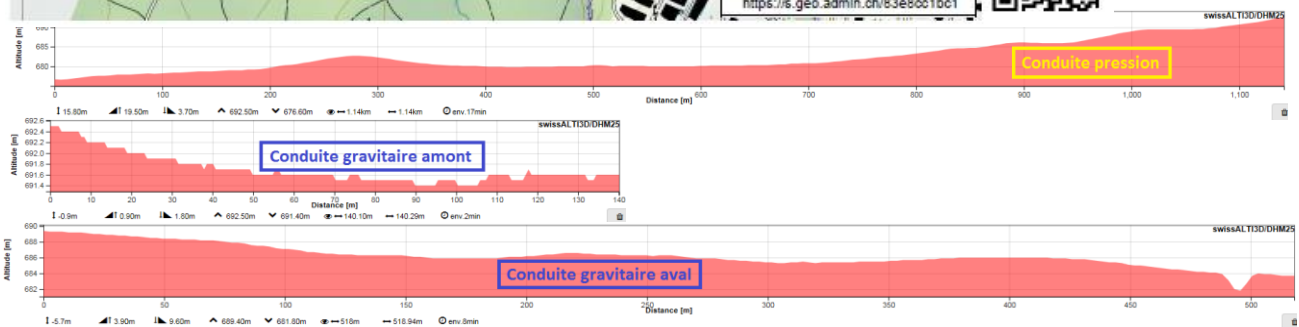 https://s.geo.admin.ch/83e8cc1bc1
swissALTI3D/DHM25
Altitude [m]
690
685
680
Conduite pression
0 100 200 300 400 500 600 700 800 900 1,000 1,100
Distance [m]
15.80m 19.50m 3.70m 692.50m 676.60m 1.14km 1.14km env.17min
swissALTI3D/DHM25
Altitude [m]
692.6
692.4
692.2
692.0
691.8
691.6
691.4
Conduite gravitaire amont
0 10 20 30 40 50 60 70 80 90 100 110 120 130 140
Distance [m]
-0.9m 0.90m 1.80m 692.50m 691.40m 140.10m 140.29m env.2min
swissALTI3D/DHM25
Altitude [m]
690
688
686
684
682
Conduite gravitaire aval
0 50 100 150 200 250 300 350 400 450 500
Distance [m]
-5.7m 3.90m 9.60m 689.40m 681.80m 518m 518.94m env.8min